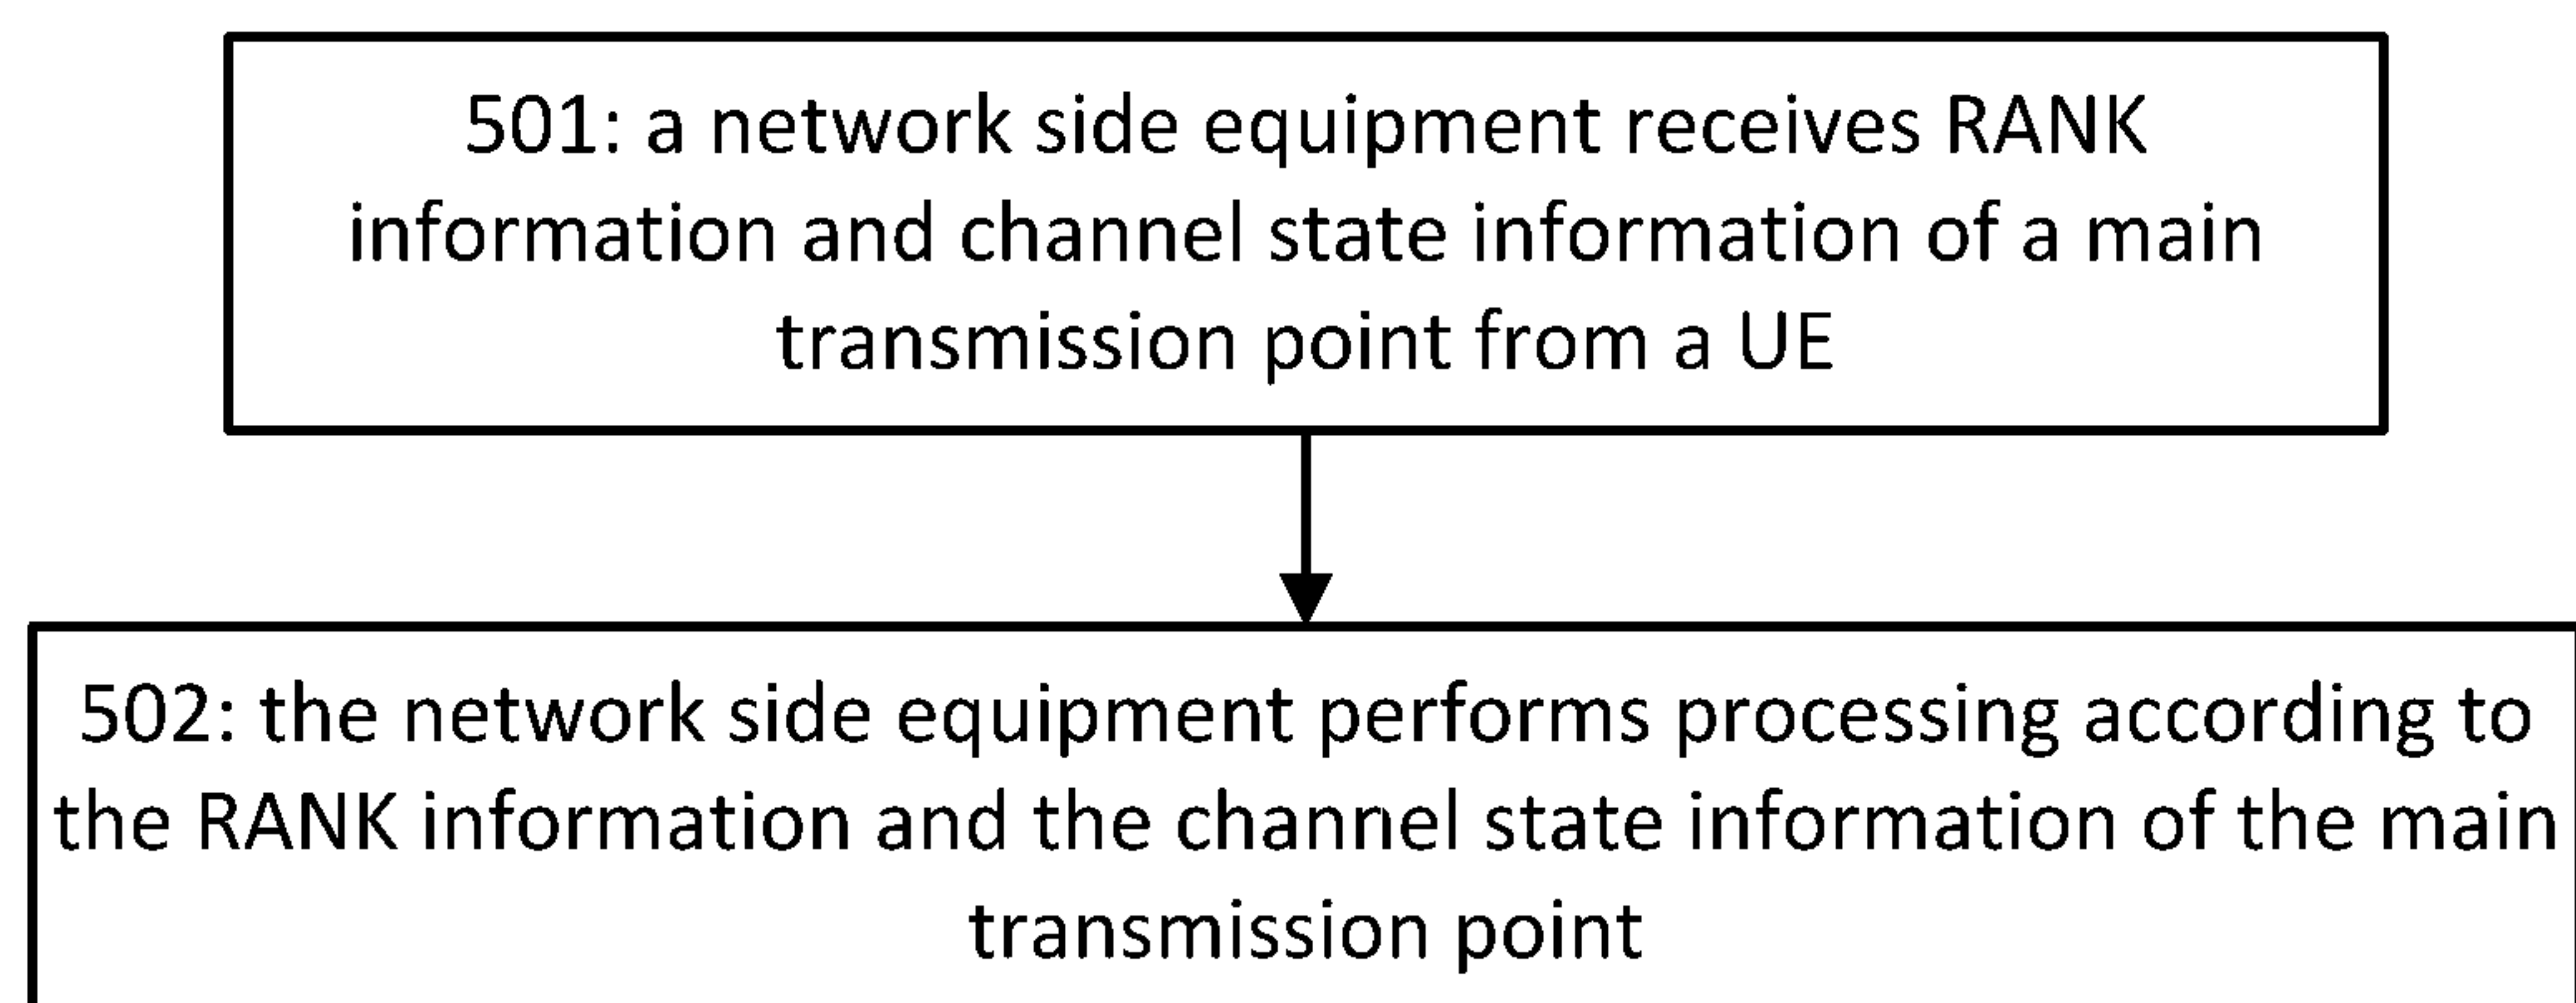 501: a network side equipment receives RANK
information and channel state information of a main
transmission point from a UE
502: the network side equipment performs processing according to
the RANK information and the channel state information of the main
transmission point